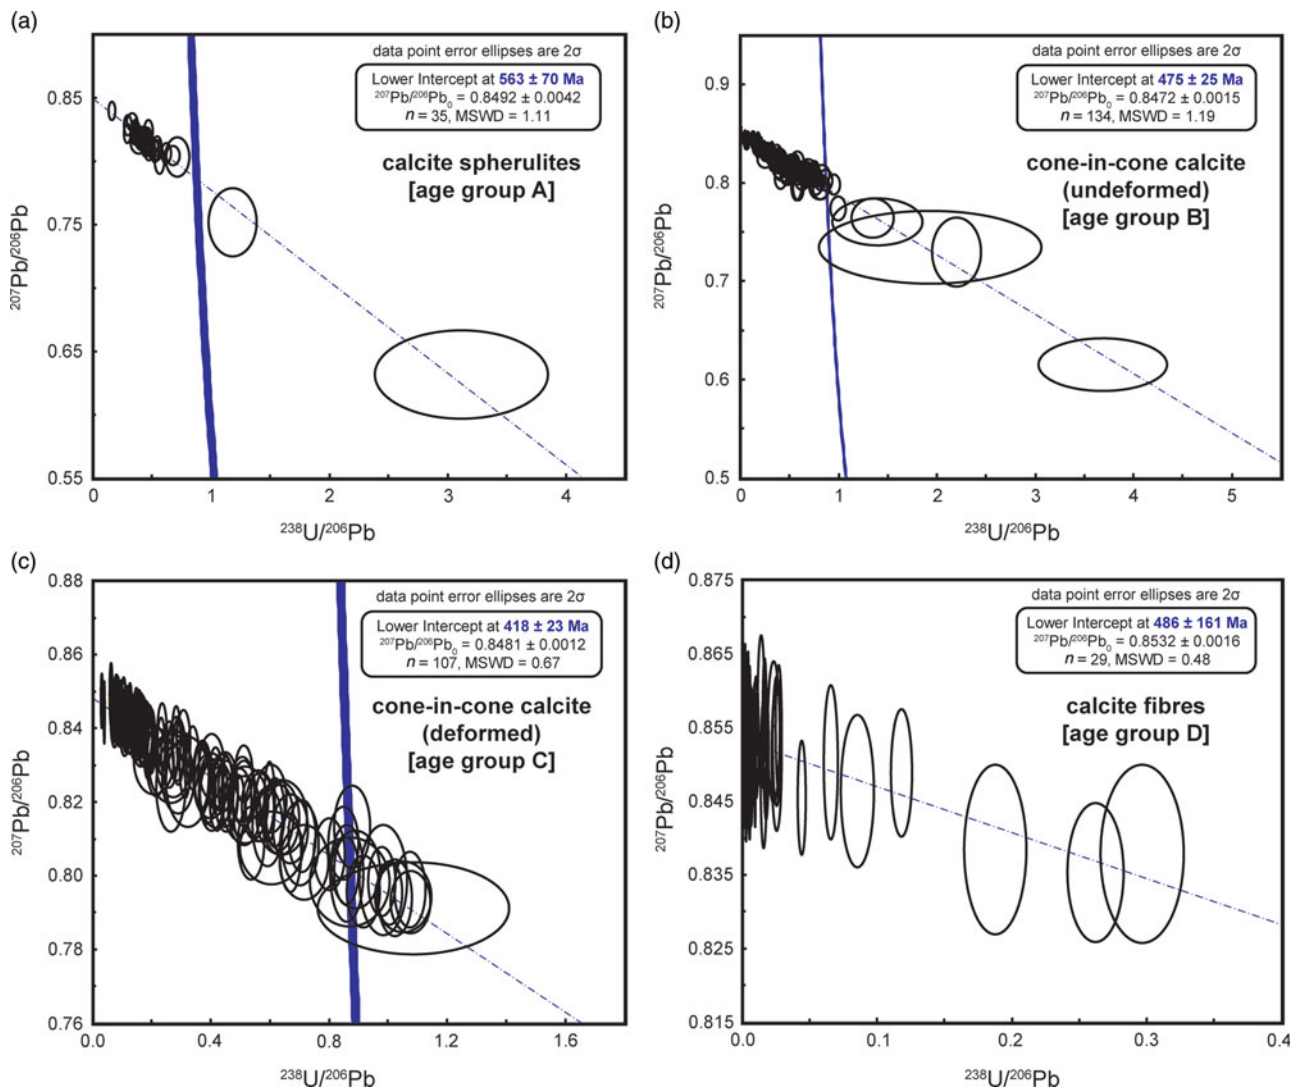 (a)
data point error ellipses are 2σ
Lower Intercept at 563 ± 70 Ma
²⁰⁷Pb/²⁰⁶Pb₀ = 0.8492 ± 0.0042
n = 35, MSWD = 1.11
calcite spherulites
[age group A]
0.85
0.75
0.65
0.55
²⁰⁷Pb/²⁰⁶Pb
0 1 2 3 4
²³⁸U/²⁰⁶Pb
(b)
data point error ellipses are 2σ
Lower Intercept at 475 ± 25 Ma
²⁰⁷Pb/²⁰⁶Pb₀ = 0.8472 ± 0.0015
n = 134, MSWD = 1.19
cone-in-cone calcite
(undeformed)
[age group B]
0.9
0.8
0.7
0.6
0.5
²⁰⁷Pb/²⁰⁶Pb
0 1 2 3 4 5
²³⁸U/²⁰⁶Pb
(c)
data point error ellipses are 2σ
Lower Intercept at 418 ± 23 Ma
²⁰⁷Pb/²⁰⁶Pb₀ = 0.8481 ± 0.0012
n = 107, MSWD = 0.67
cone-in-cone calcite
(deformed)
[age group C]
0.88
0.86
0.84
0.82
0.80
0.78
0.76
²⁰⁷Pb/²⁰⁶Pb
0.0 0.4 0.8 1.2 1.6
²³⁸U/²⁰⁶Pb
(d)
data point error ellipses are 2σ
Lower Intercept at 486 ± 161 Ma
²⁰⁷Pb/²⁰⁶Pb₀ = 0.8532 ± 0.0016
n = 29, MSWD = 0.48
calcite fibres
[age group D]
0.875
0.865
0.855
0.845
0.835
0.825
0.815
²⁰⁷Pb/²⁰⁶Pb
0.0 0.1 0.2 0.3 0.4
²³⁸U/²⁰⁶Pb